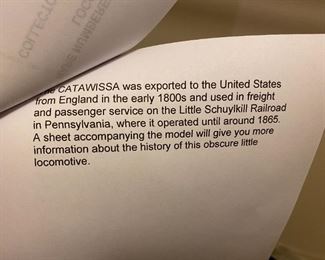 The CATAWISSA was exported to the United States
from England in the early 1800s and used in freight
and passenger service on the Little Schuylkill Railroad
in Pennsylvania, where it operated until around 1865.
A sheet accompanying the model will give you more
information about the history of this obscure little
locomotive.